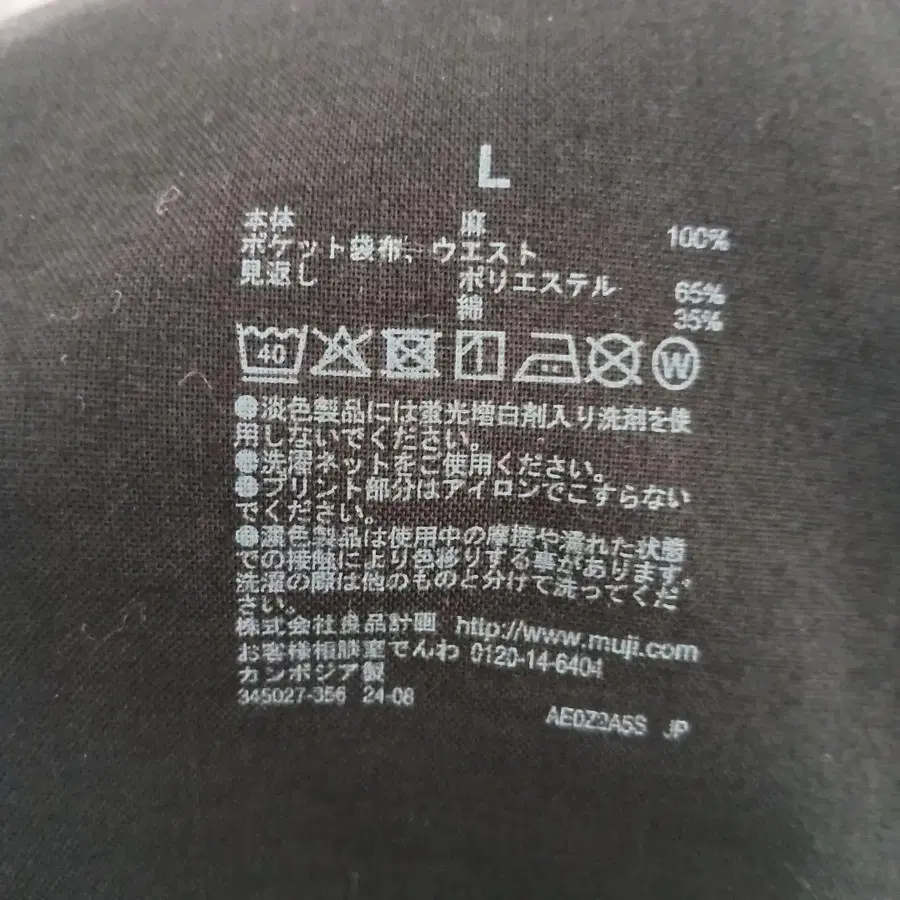 L
本体 麻 100%
ポケット袋布、ウエスト
見返し ポリエステル 65%
綿 35%
40 W
●淡色製品には蛍光増白剤入り洗剤を使
用しないでください。
●洗濯ネットをご使用ください。
●プリント部分はアイロンでこすらない
でください。
●濃色製品は使用中の摩擦や濡れた状態
での接触により色移りする事があります。
洗濯の際は他のものと分けて洗ってくだ
さい。
株式会社良品計画 http://www.muji.com
お客様相談室でんわ 0120-14-6404
カンボジア製
345027-356 24-08
AE0Z2A5S JP